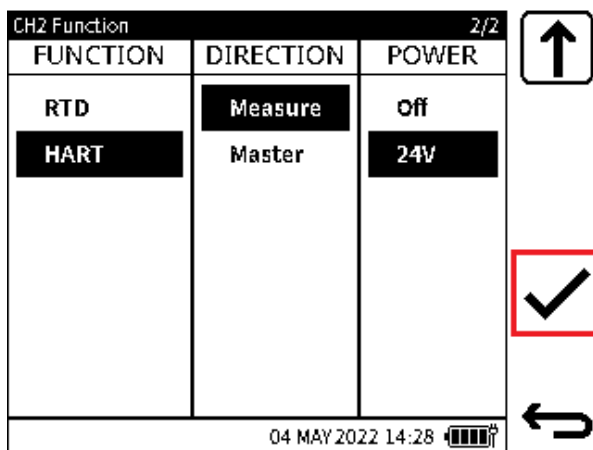 CH2 Function 2/2
FUNCTION DIRECTION POWER
RTD Measure Off
HART Master 24V
04 MAY 2022 14:28